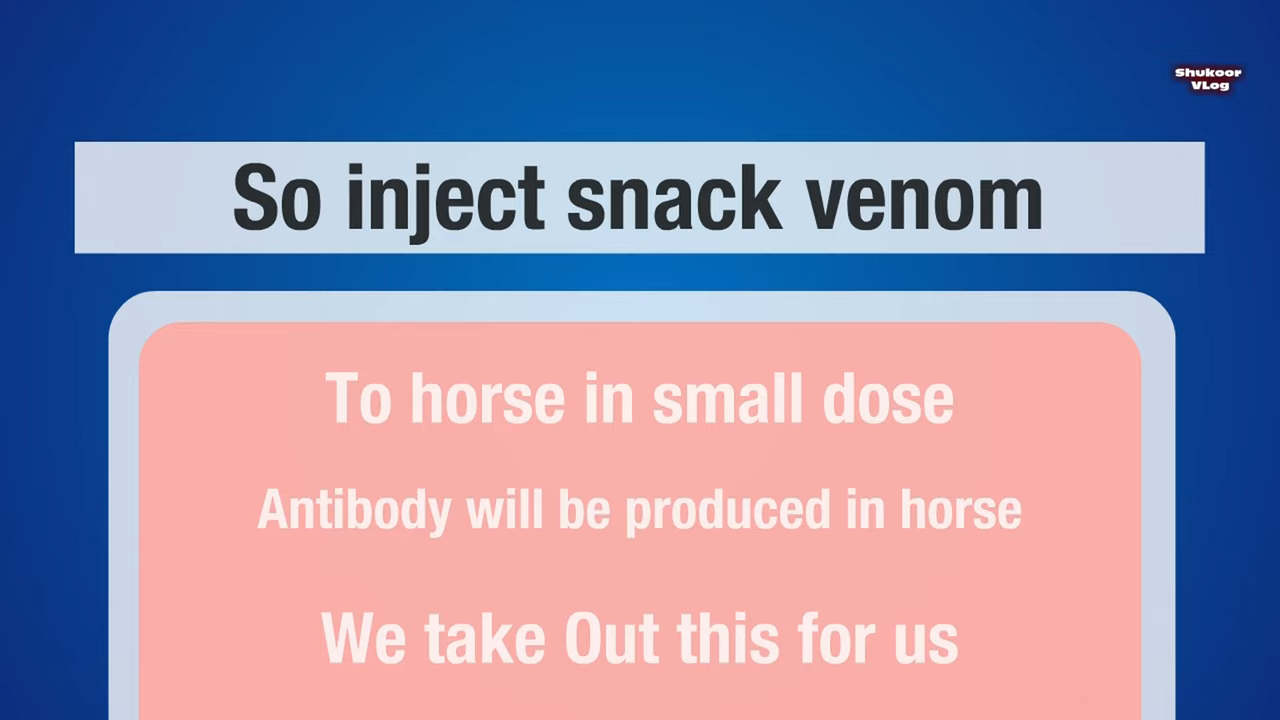 Shukoor
VLog
So inject snack venom
To horse in small dose
Antibody will be produced in horse
We take Out this for us